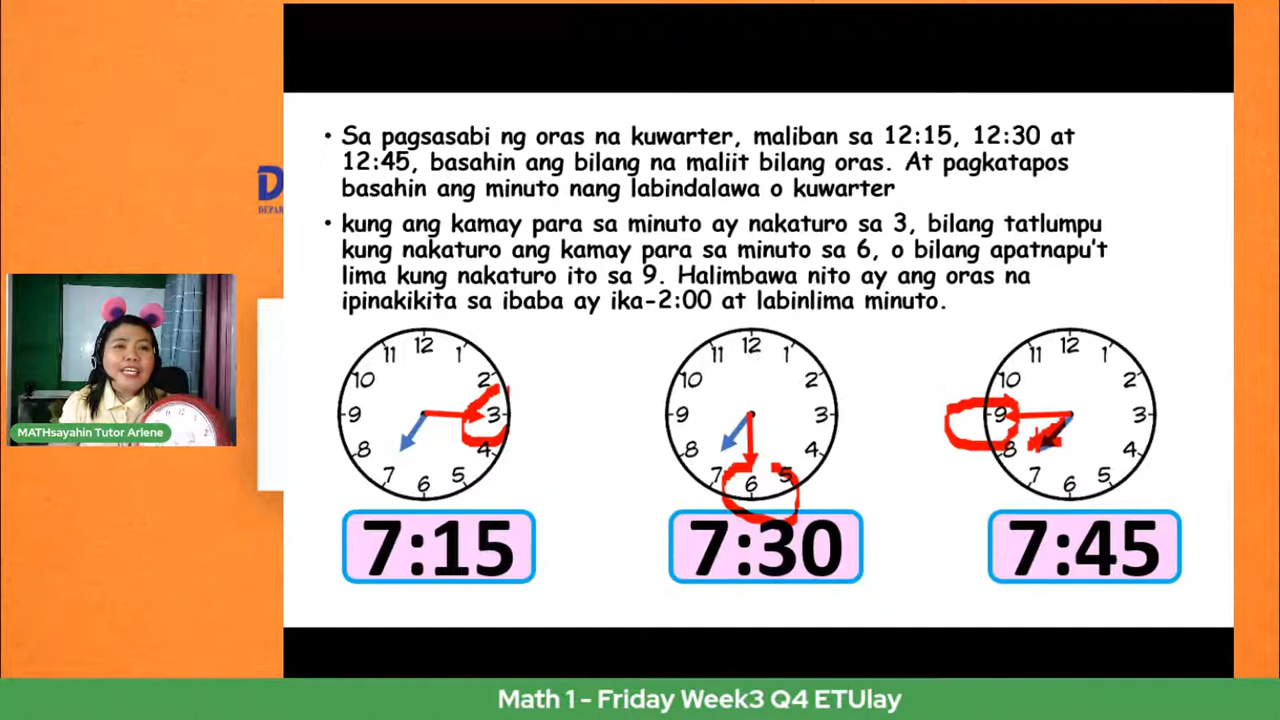 • Sa pagsasabi ng oras na kuwarter, maliban sa 12:15, 12:30 at
12:45, basahin ang bilang na maliit bilang oras. At pagkatapos
basahin ang minuto nang labindalawa o kuwarter
• kung ang kamay para sa minuto ay nakaturo sa 3, bilang tatlumpu
kung nakaturo ang kamay para sa minuto sa 6, o bilang apatnapu't
lima kung nakaturo ito sa 9. Halimbawa nito ay ang oras na
ipinakikita sa ibaba ay ika-2:00 at labinlima minuto.
12 1 2 3 4 5 6 7 8 9 10 11
12 1 2 3 4 5 6 7 8 9 10 11
12 1 2 3 4 5 6 7 8 9 10 11
7:15
7:30
7:45
MATHsayahin Tutor Arlene
Math 1 - Friday Week3 Q4 ETUlay